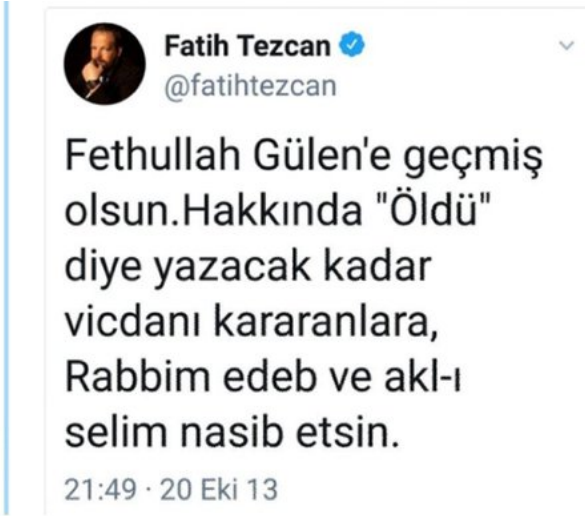 Fatih Tezcan
@fatihtezcan
Fethullah Gülen'e geçmiş
olsun.Hakkında "Öldü"
diye yazacak kadar
vicdanı kararanlara,
Rabbim edeb ve akl-ı
selim nasib etsin.
21:49 · 20 Eki 13